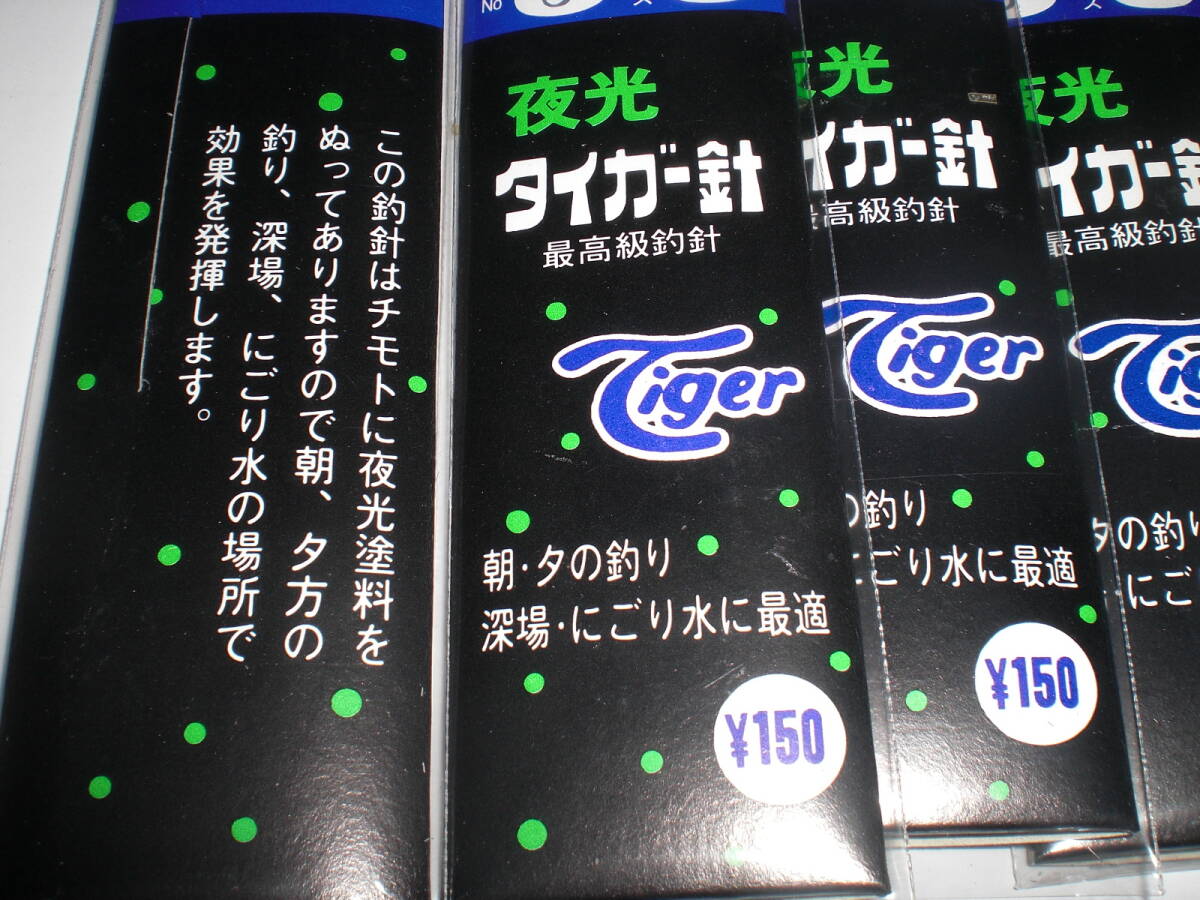 この釣針はチモトに夜光塗料を
ぬってありますので朝、夕方の
釣り、深場、にごり水の場所で
効果を発揮します。
No
ス
夜光
タイガー針
最高級釣針
Tiger
朝・夕の釣り
深場・にごり水に最適
¥150
夜光
イガー針
最高級釣針
Tiger
の釣り
にごり水に最適
¥150
ス
夜光
イガー針
最高級釣針
夕の釣り
にご